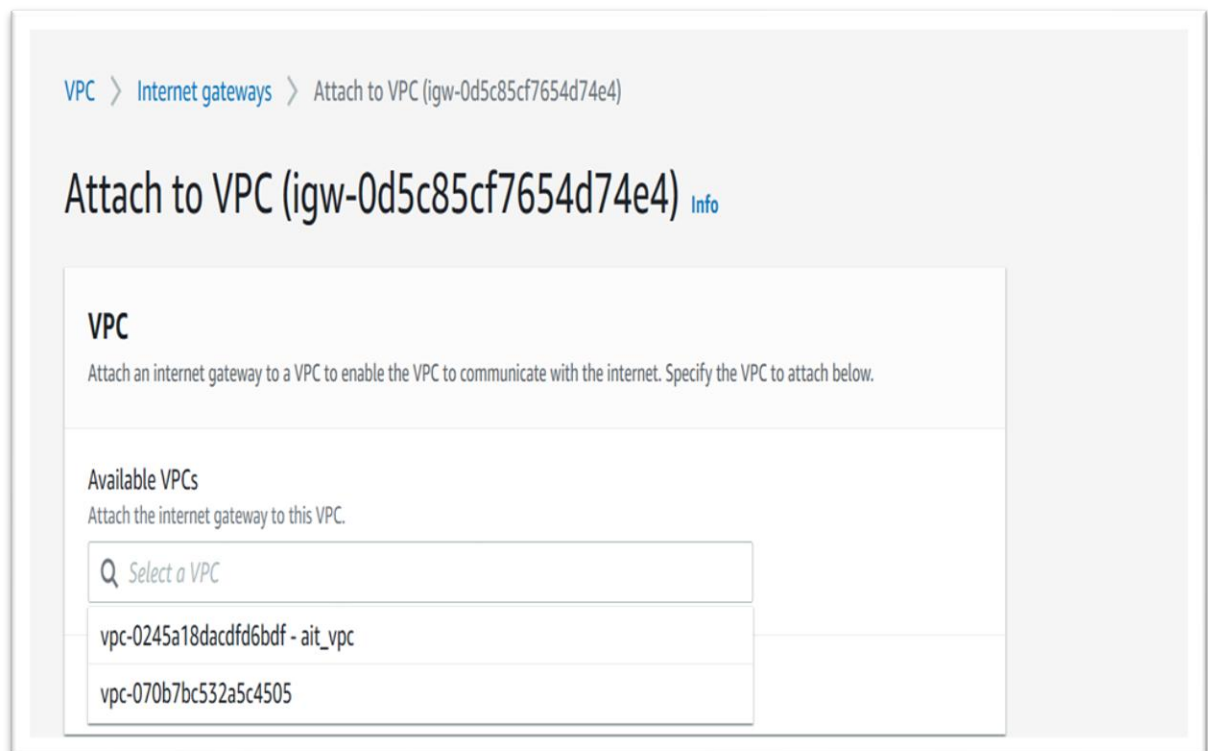 VPC > Internet gateways > Attach to VPC (igw-0d5c85cf7654d74e4)
Attach to VPC (igw-0d5c85cf7654d74e4) Info
VPC
Attach an internet gateway to a VPC to enable the VPC to communicate with the internet. Specify the VPC to attach below.
Available VPCs
Attach the internet gateway to this VPC.
Select a VPC
vpc-0245a18dacdfd6bdf - ait_vpc
vpc-070b7bc532a5c4505